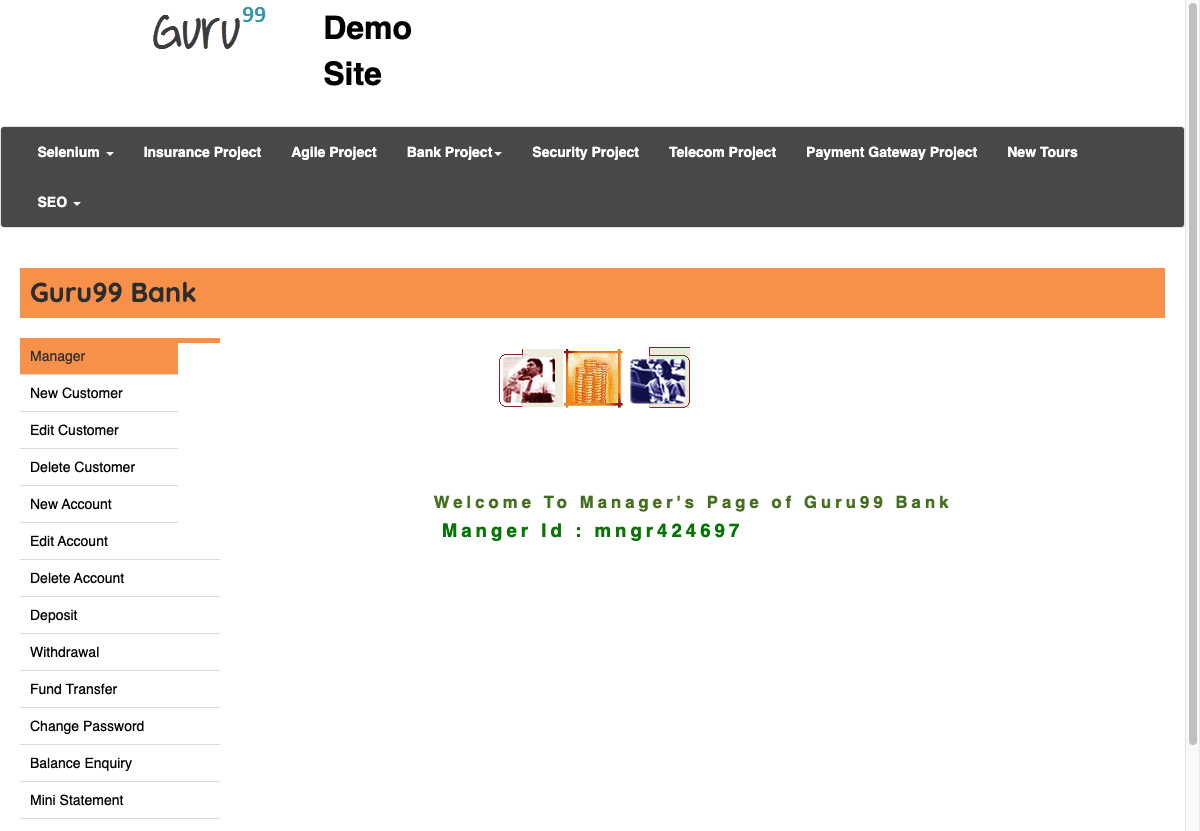 Guru99
Demo
Site
Selenium Insurance Project Agile Project Bank Project Security Project Telecom Project Payment Gateway Project New Tours
SEO
Guru99 Bank
Manager
New Customer
Edit Customer
Delete Customer
New Account
Edit Account
Delete Account
Deposit
Withdrawal
Fund Transfer
Change Password
Balance Enquiry
Mini Statement
Welcome To Manager's Page of Guru99 Bank
Manger Id : mngr424697